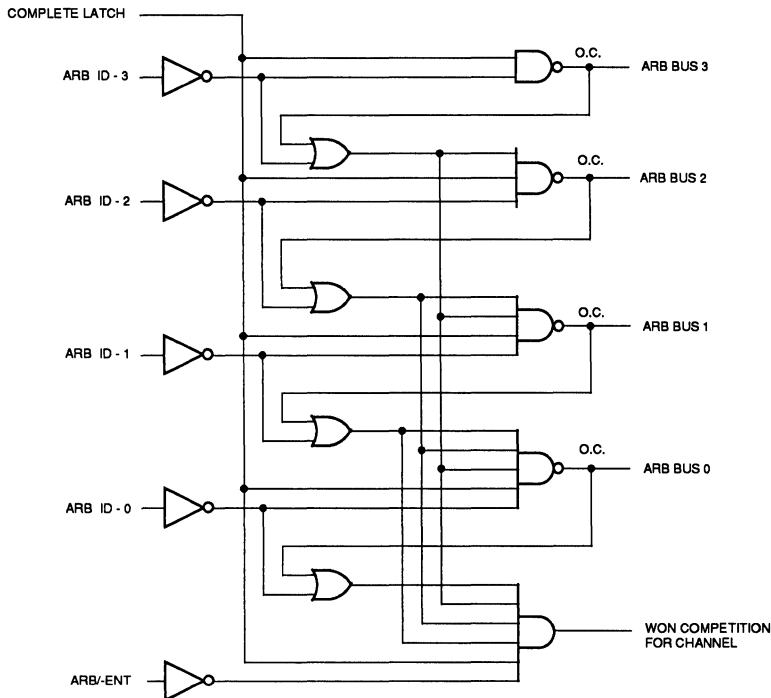 COMPLETE LATCH
O.C.
ARB ID - 3
ARB BUS 3
O.C.
ARB BUS 2
ARB ID - 2
O.C.
ARB BUS 1
ARB ID - 1
O.C.
ARB BUS 0
ARB ID - 0
WON COMPETITION
FOR CHANNEL
ARB/-ENT